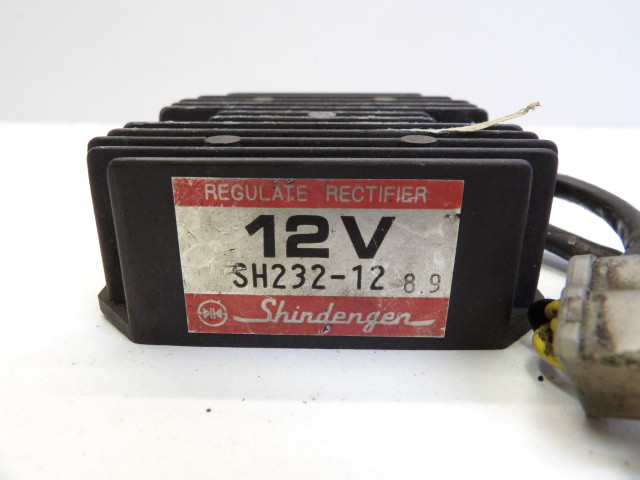 REGULATE RECTIFIER
12V
SH232-12 8.9
Shindengen